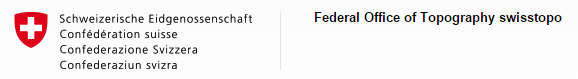 Schweizerische Eidgenossenschaft
Confédération suisse
Confederazione Svizzera
Confederaziun svizra
Federal Office of Topography swisstopo